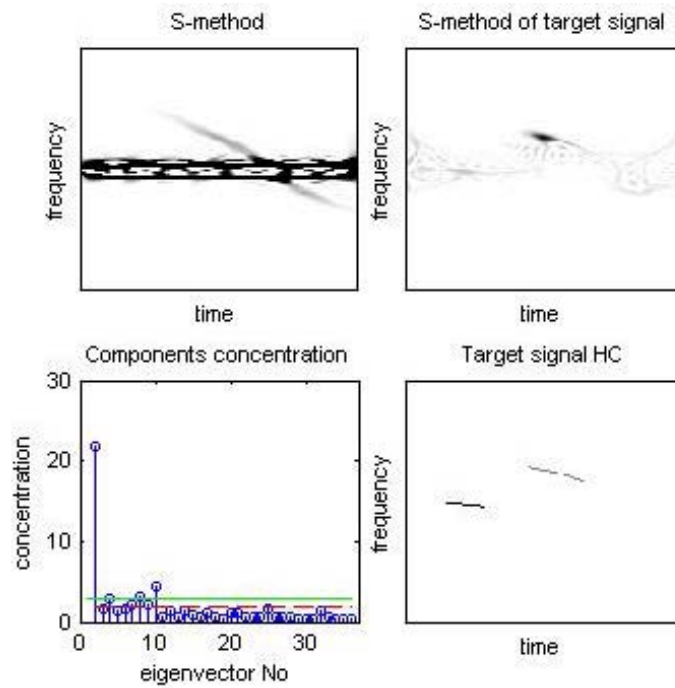 S-method
frequency
time
S-method of target signal
frequency
time
Components concentration
concentration
30
20
10
0
0
10
20
30
eigenvector No
Target signal HC
frequency
time